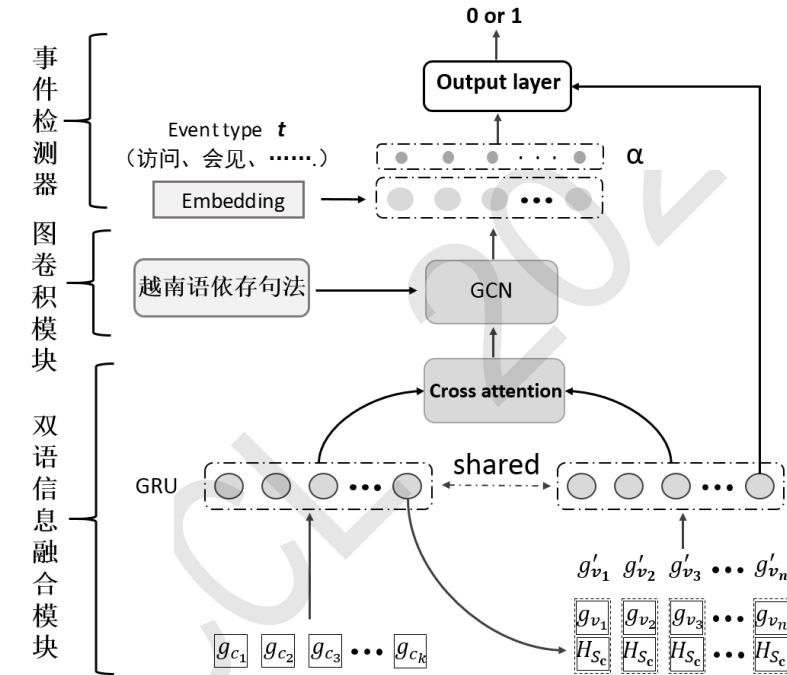 0 or 1
Output layer
事件检测器
Event type t
(访问、会见、…….)
α
Embedding
图卷积模块
越南语依存句法
GCN
Cross attention
双语信息融合模块
GRU
shared
g'v1 g'v2 g'v3 ••• g'vn
gv1 gv2 gv3 ••• gvn
gc1 gc2 gc3 ••• gck
HSc HSc HSc ••• HSc